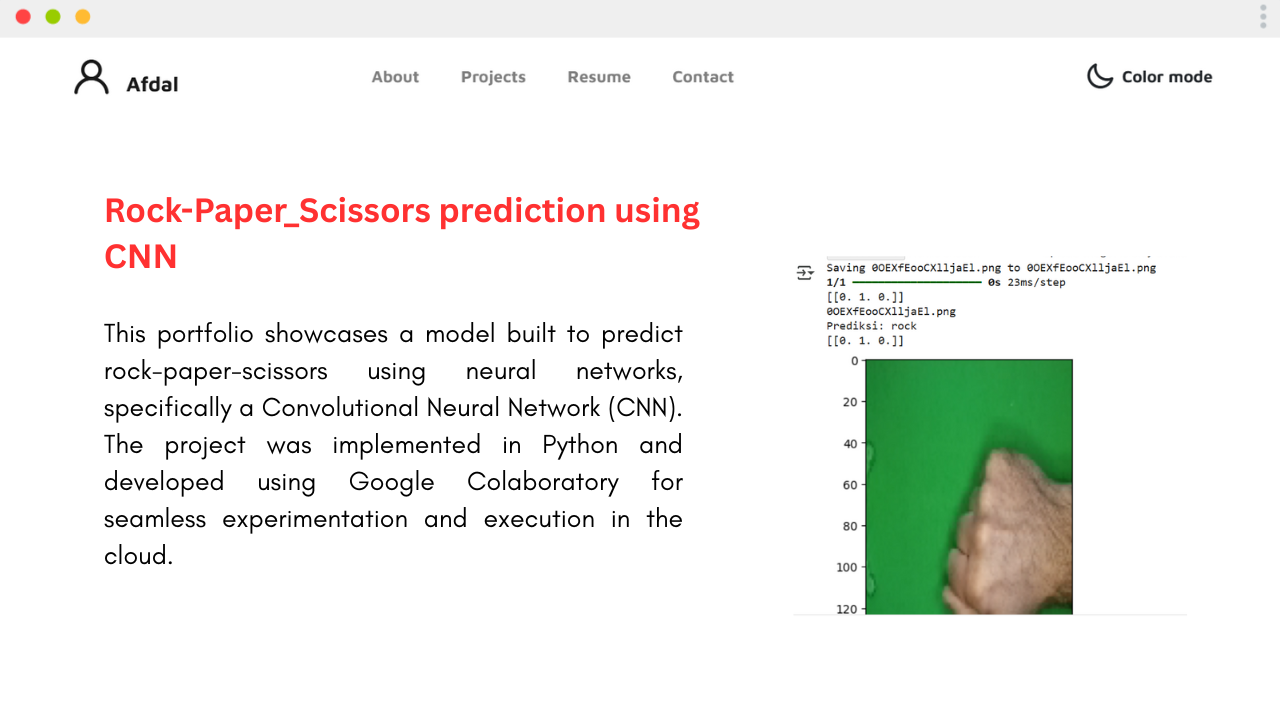 Afdal
About Projects Resume Contact
Color mode
Rock-Paper_Scissors prediction using
CNN
This portfolio showcases a model built to predict
rock-paper-scissors using neural networks,
specifically a Convolutional Neural Network (CNN).
The project was implemented in Python and
developed using Google Colaboratory for
seamless experimentation and execution in the
cloud.
Saving 0OEXfEooCXlljaEl.png to 0OEXfEooCXlljaEl.png
1/1 0s 23ms/step
[[0. 1. 0.]]
0OEXfEooCXlljaEl.png
Prediksi: rock
[[0. 1. 0.]]
0
20
40
60
80
100
120